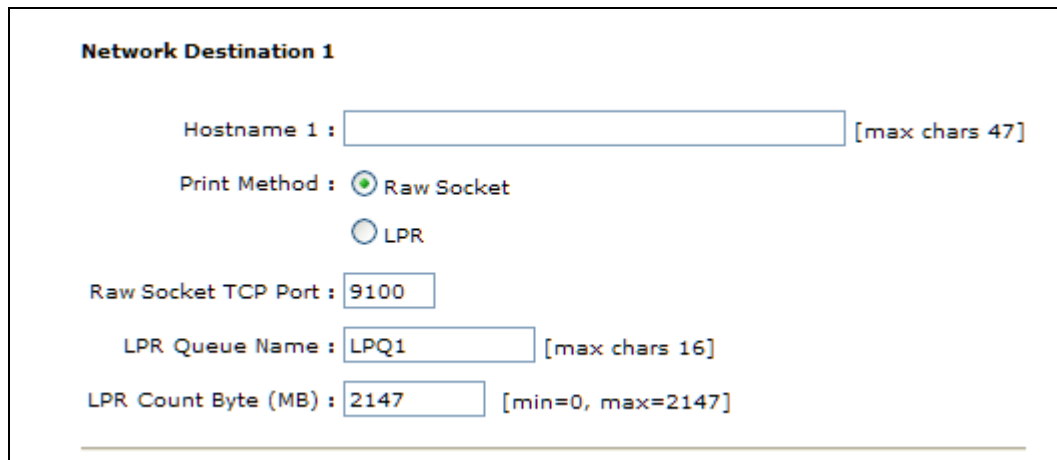 Network Destination 1
Hostname 1 : [max chars 47]
Print Method : Raw Socket
LPR
Raw Socket TCP Port : 9100
LPR Queue Name : LPQ1 [max chars 16]
LPR Count Byte (MB) : 2147 [min=0, max=2147]